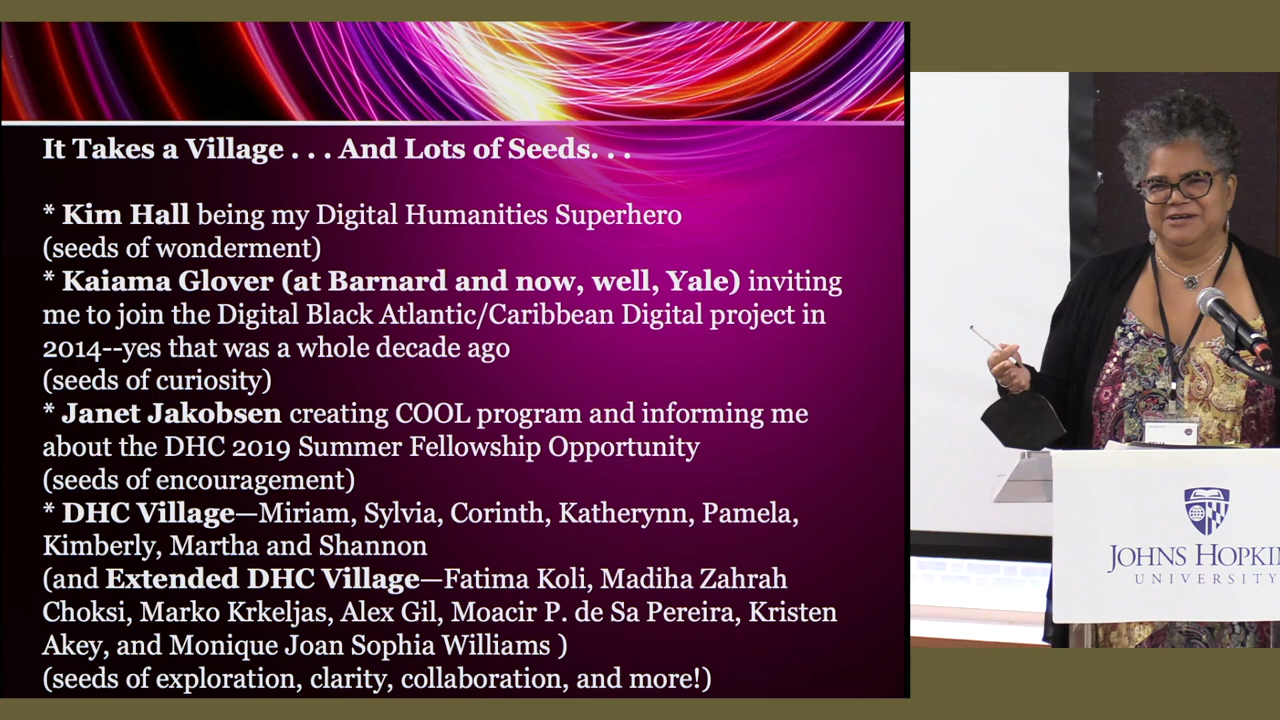 It Takes a Village . . . And Lots of Seeds. . .
* Kim Hall being my Digital Humanities Superhero
(seeds of wonderment)
* Kaiama Glover (at Barnard and now, well, Yale) inviting
me to join the Digital Black Atlantic/Caribbean Digital project in
2014--yes that was a whole decade ago
(seeds of curiosity)
* Janet Jakobsen creating COOL program and informing me
about the DHC 2019 Summer Fellowship Opportunity
(seeds of encouragement)
* DHC Village—Miriam, Sylvia, Corinth, Katherynn, Pamela,
Kimberly, Martha and Shannon
(and Extended DHC Village—Fatima Koli, Madiha Zahrah
Choksi, Marko Krkeljas, Alex Gil, Moacir P. de Sa Pereira, Kristen
Akey, and Monique Joan Sophia Williams )
(seeds of exploration, clarity, collaboration, and more!)
JOHNS HOPKIN
UNIVERSITY